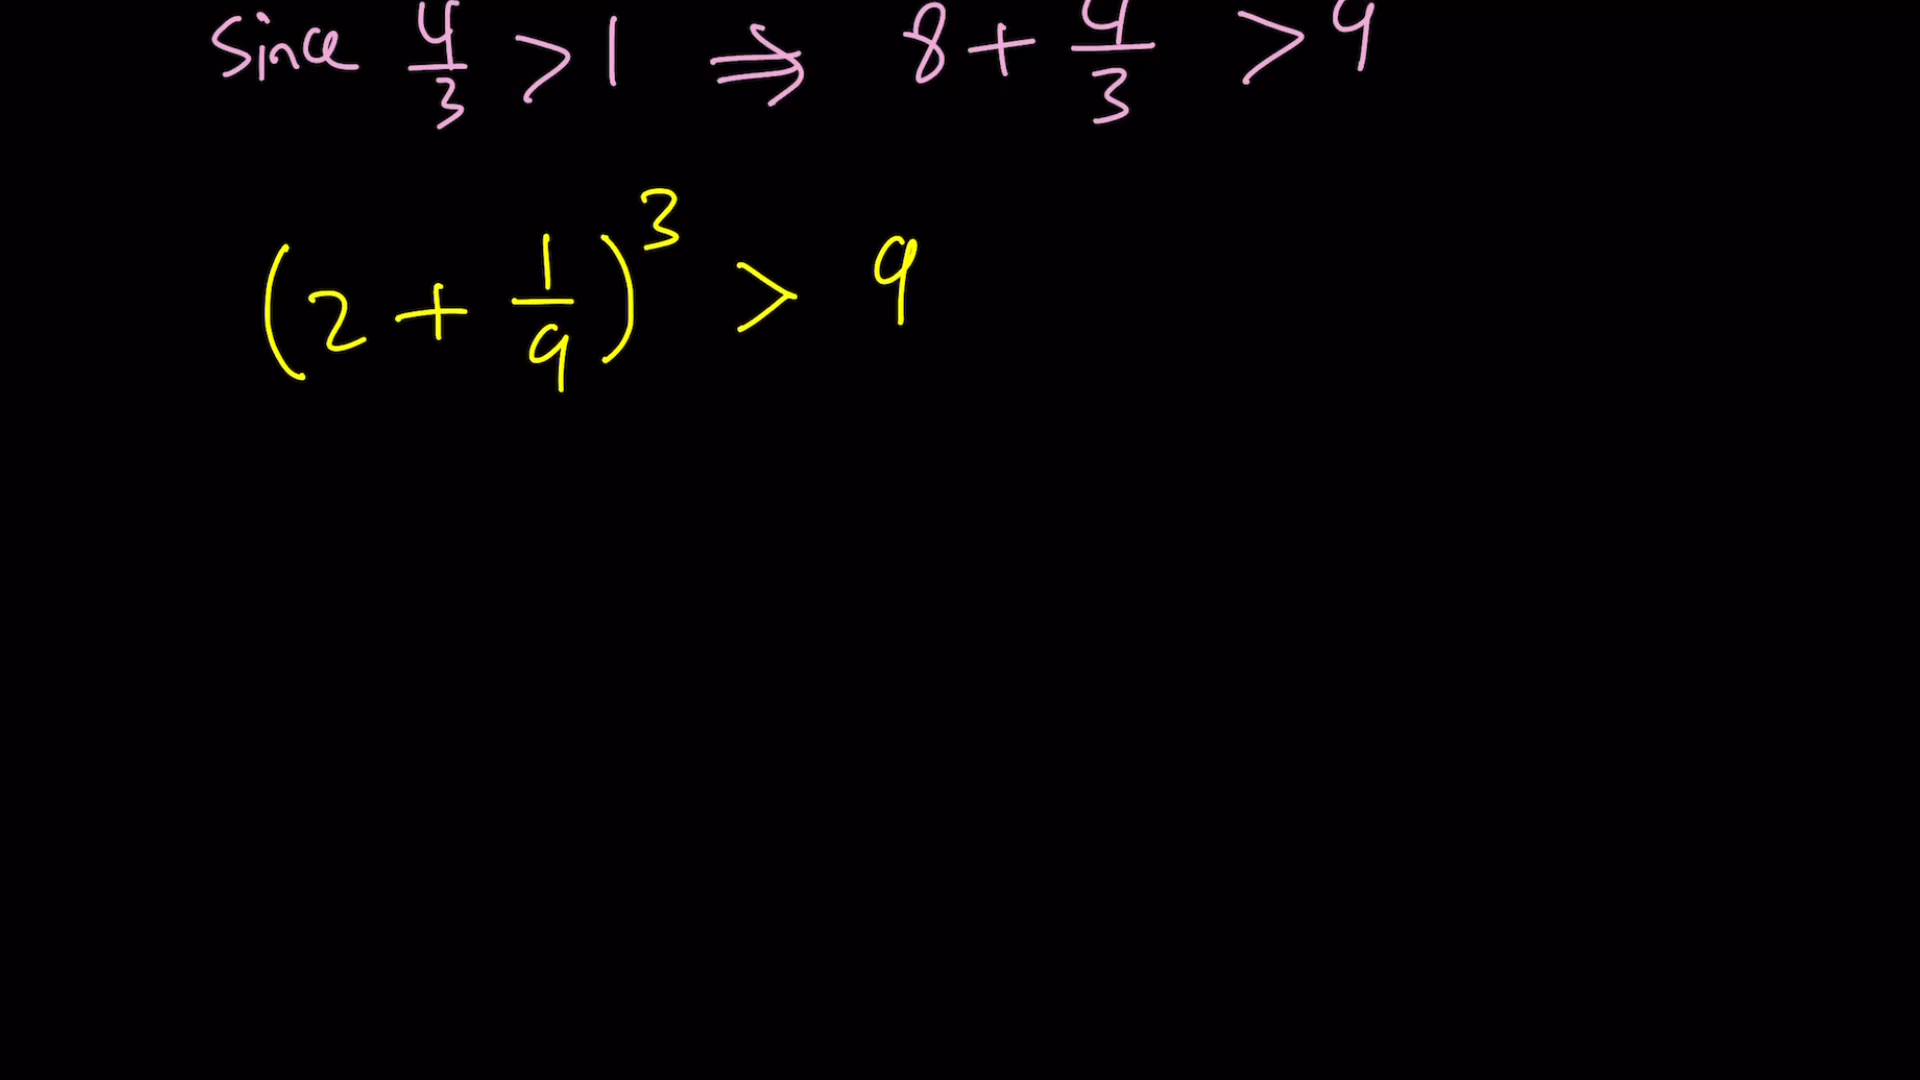 Since 4/3 > 1 ⇒ 8 + 4/3 > 9
(2 + 1/9)³ > 9